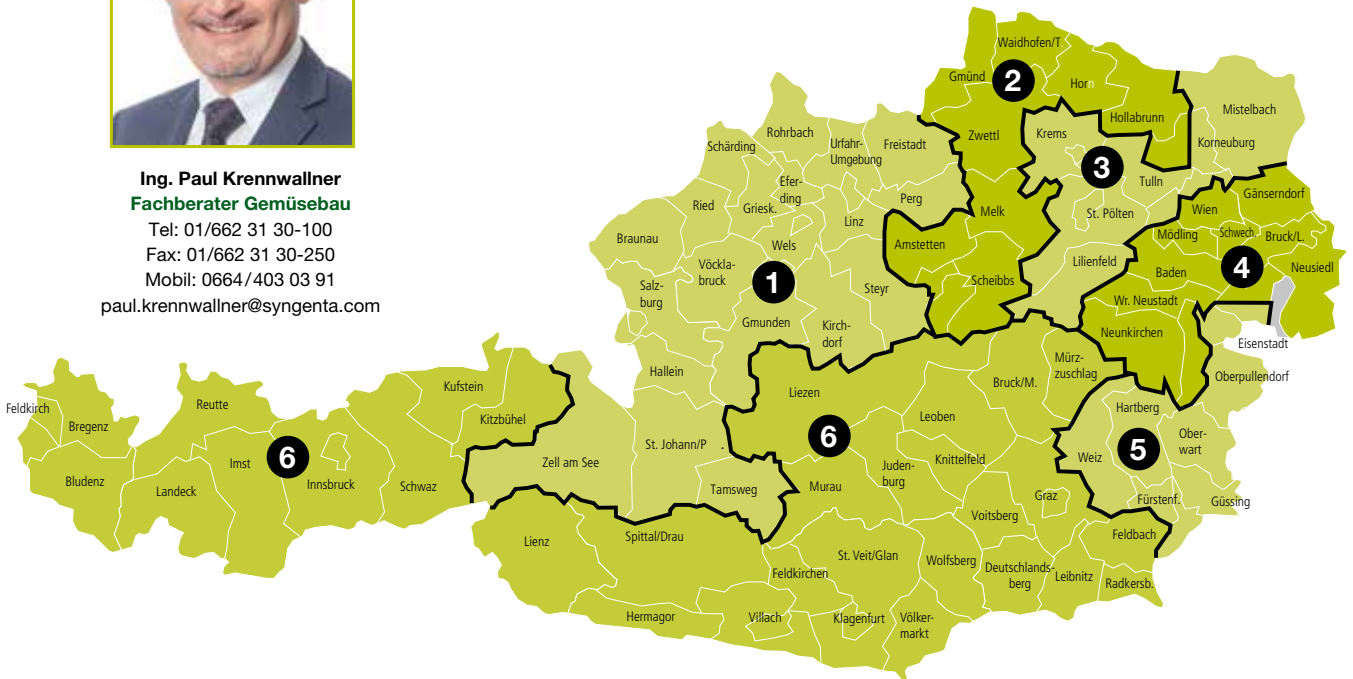 Ing. Paul Krennwallner
Fachberater Gemüsebau
Tel: 01/662 31 30-100
Fax: 01/662 31 30-250
Mobil: 0664/403 03 91
paul.krennwallner@syngenta.com
Waidhofen/T.
Gmünd
2
Horn
Hollabrunn
Mistelbach
Zwettl
Krems
3
Korneuburg
Rohrbach
Schärding
Urfahr-
Umgebung
Freistadt
Tulln
Efer-
ding
Ried
Griesk.
Linz
Perg
Melk
St. Pölten
Wien
Gänserndorf
Mödling
Schwech.
Bruck/L.
Braunau
Wels
Amstetten
Lilienfeld
Baden
4
Neusiedl
Vöckla-
bruck
1
Steyr
Scheibbs
Salz-
burg
Wr. Neustadt
Gmunden
Kirch-
dorf
Neunkirchen
Eisenstadt
Hallein
Mürz-
zuschlag
Bruck/M.
Oberpullendorf
Kufstein
Kitzbühel
Reutte
Feldkirch
Bregenz
Liezen
Leoben
Hartberg
6
Ober-
wart
5
St. Johann/P.
Imst
6
Zell am See
Weiz
Knittelfeld
Juden-
burg
Bludenz
Landeck
Innsbruck
Schwaz
Tamsweg
Murau
Graz
Fürstenf.
Güssing
Voitsberg
Lienz
Spittal/Drau
Feldbach
St. Veit/Glan
Wolfsberg
Feldkirchen
Deutschlands-
berg
Leibnitz
Radkersb.
Hermagor
Villach
Klagenfurt
Völker-
markt